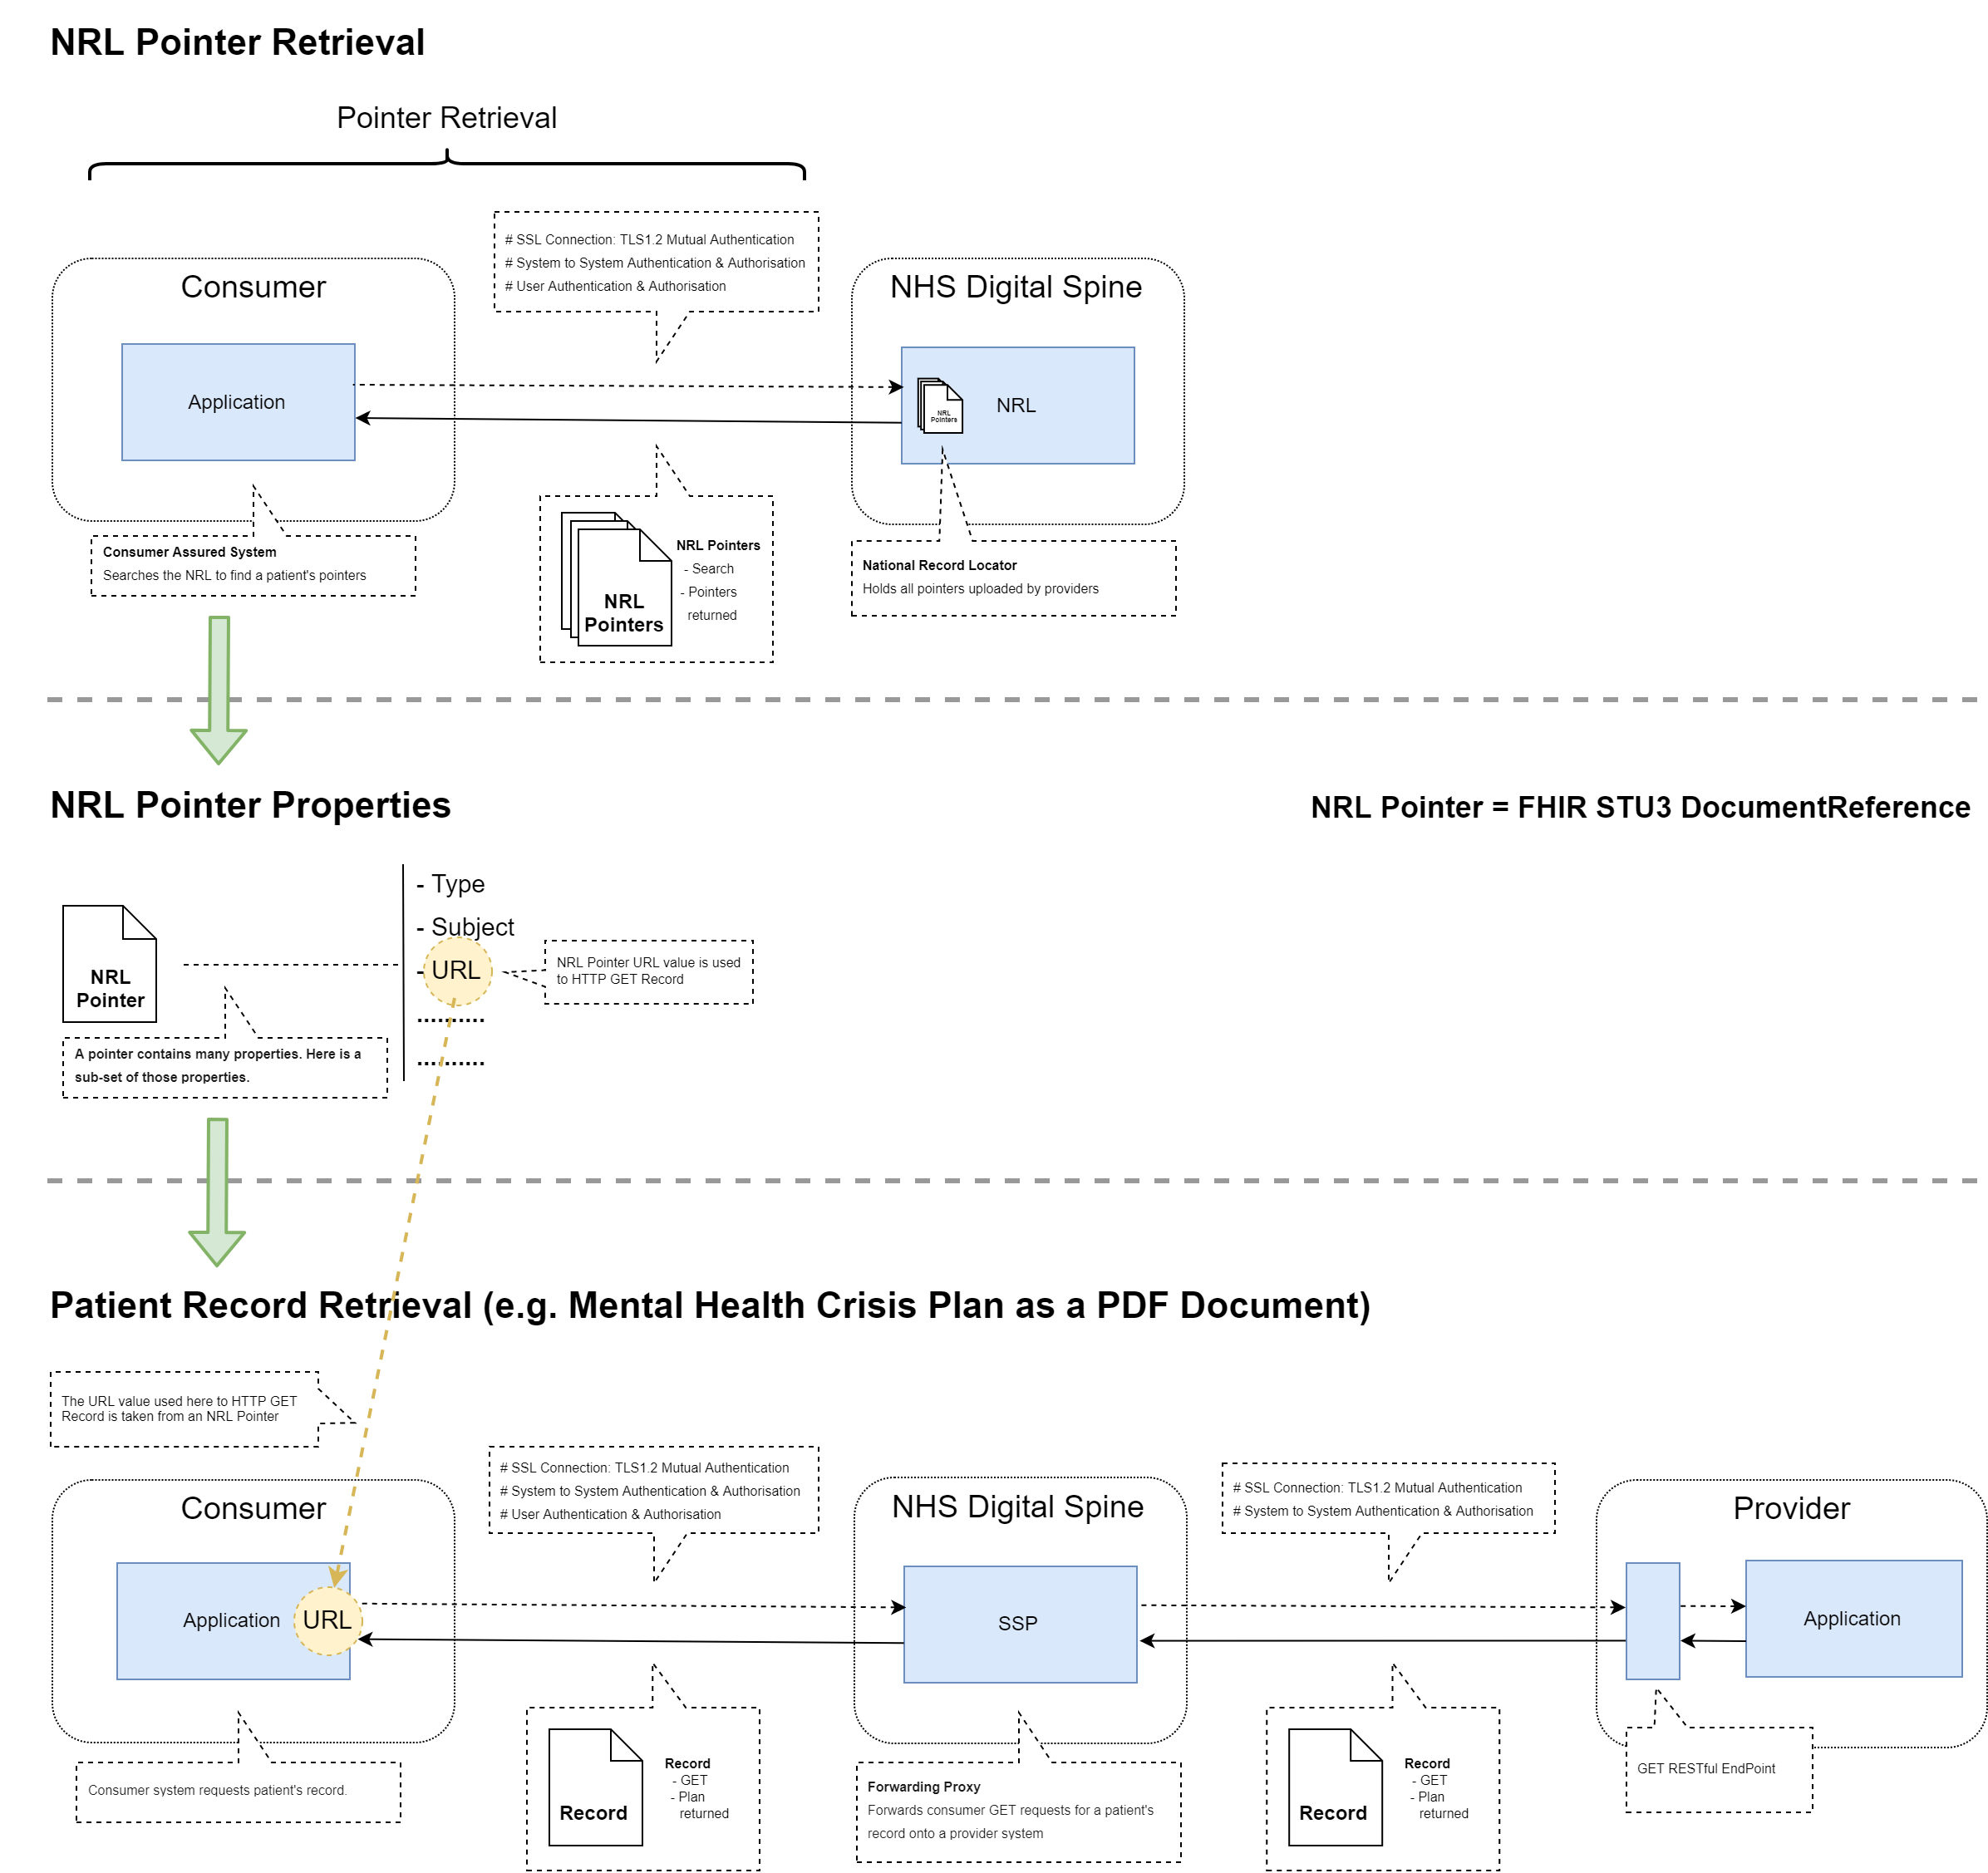 NRL Pointer Retrieval
Pointer Retrieval
# SSL Connection: TLS1.2 Mutual Authentication
# System to System Authentication & Authorisation
# User Authentication & Authorisation
Consumer
NHS Digital Spine
Application
NRL
Pointers
NRL
Consumer Assured System
Searches the NRL to find a patient's pointers
NRL
Pointers
NRL Pointers
- Search
- Pointers
returned
National Record Locator
Holds all pointers uploaded by providers
NRL Pointer Properties
NRL Pointer = FHIR STU3 DocumentReference
NRL
Pointer
- Type
- Subject
- URL
..........
..........
NRL Pointer URL value is used
to HTTP GET Record
A pointer contains many properties. Here is a
sub-set of those properties.
Patient Record Retrieval (e.g. Mental Health Crisis Plan as a PDF Document)
The URL value used here to HTTP GET
Record is taken from an NRL Pointer
# SSL Connection: TLS1.2 Mutual Authentication
# System to System Authentication & Authorisation
# User Authentication & Authorisation
# SSL Connection: TLS1.2 Mutual Authentication
# System to System Authentication & Authorisation
Consumer
NHS Digital Spine
Provider
Application
URL
SSP
Application
Consumer system requests patient's record.
Record
Record
- GET
- Plan
returned
Forwarding Proxy
Forwards consumer GET requests for a patient's
record onto a provider system
Record
Record
- GET
- Plan
returned
GET RESTful EndPoint